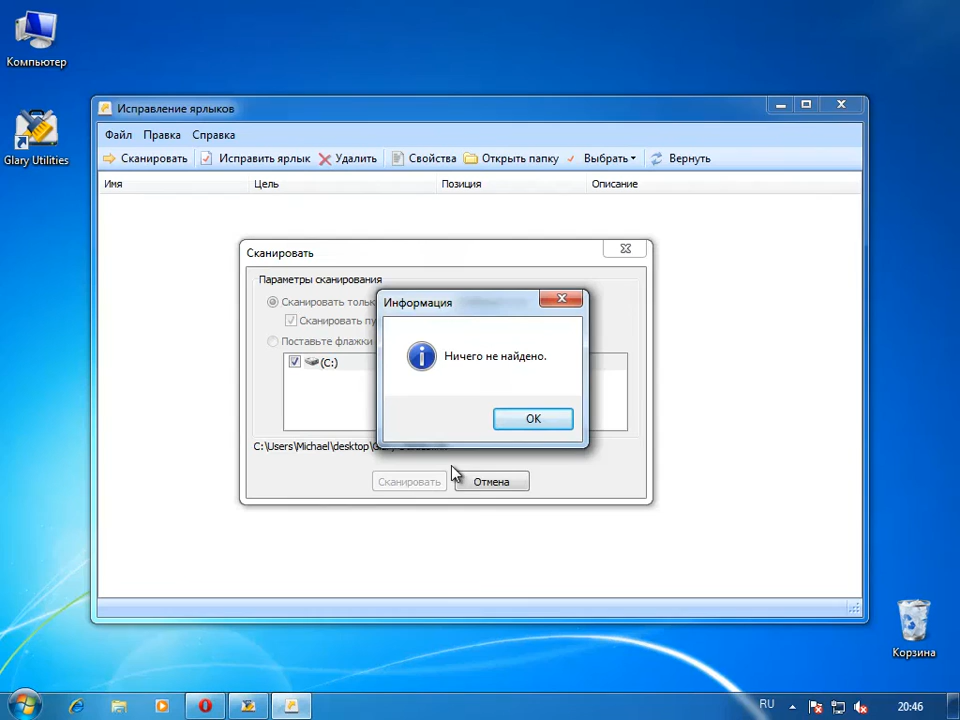 Компьютер
Glary Utilities
Исправление ярлыков
Файл Правка Справка
Сканировать Исправить ярлык Удалить Свойства Открыть папку Выбрать Вернуть
Имя Цель Позиция Описание
Сканировать
Параметры сканирования
Сканировать только
Сканировать пу
Поставьте флажки
(C:)
Информация
Ничего не найдено.
OK
C:\Users\Michael\desktop\
Сканировать Отмена
Корзина
RU 20:46